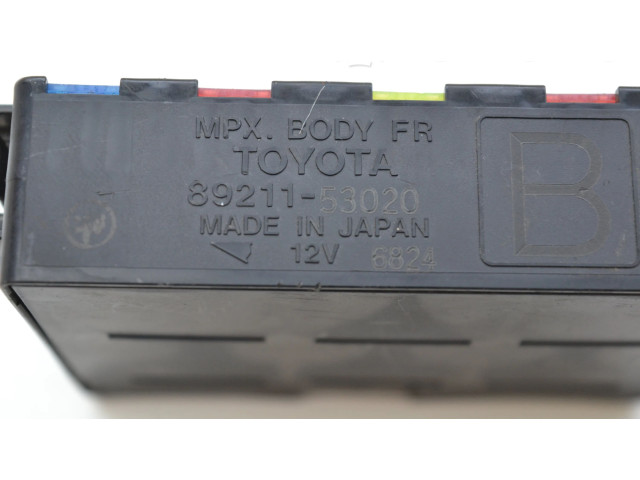 MPX. BODY FR
TOYOTA
89211-53020
MADE IN JAPAN
12V 6824
B